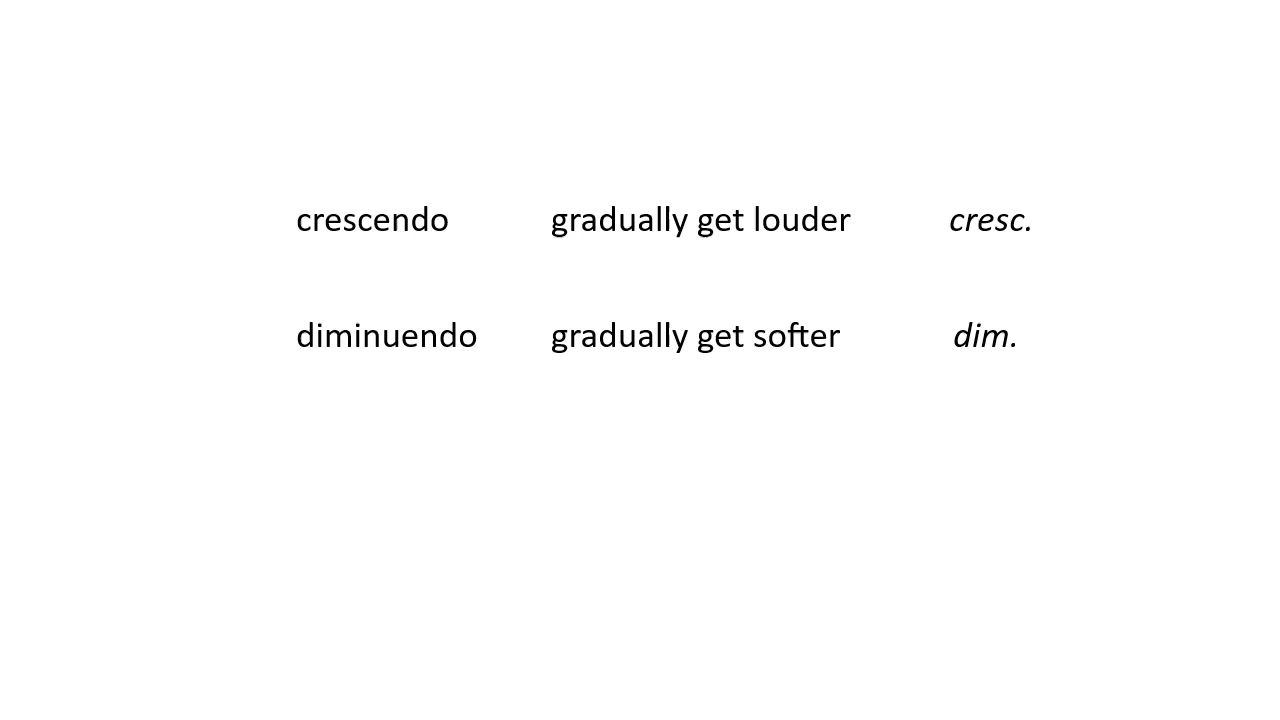 crescendo gradually get louder cresc.
diminuendo gradually get softer dim.